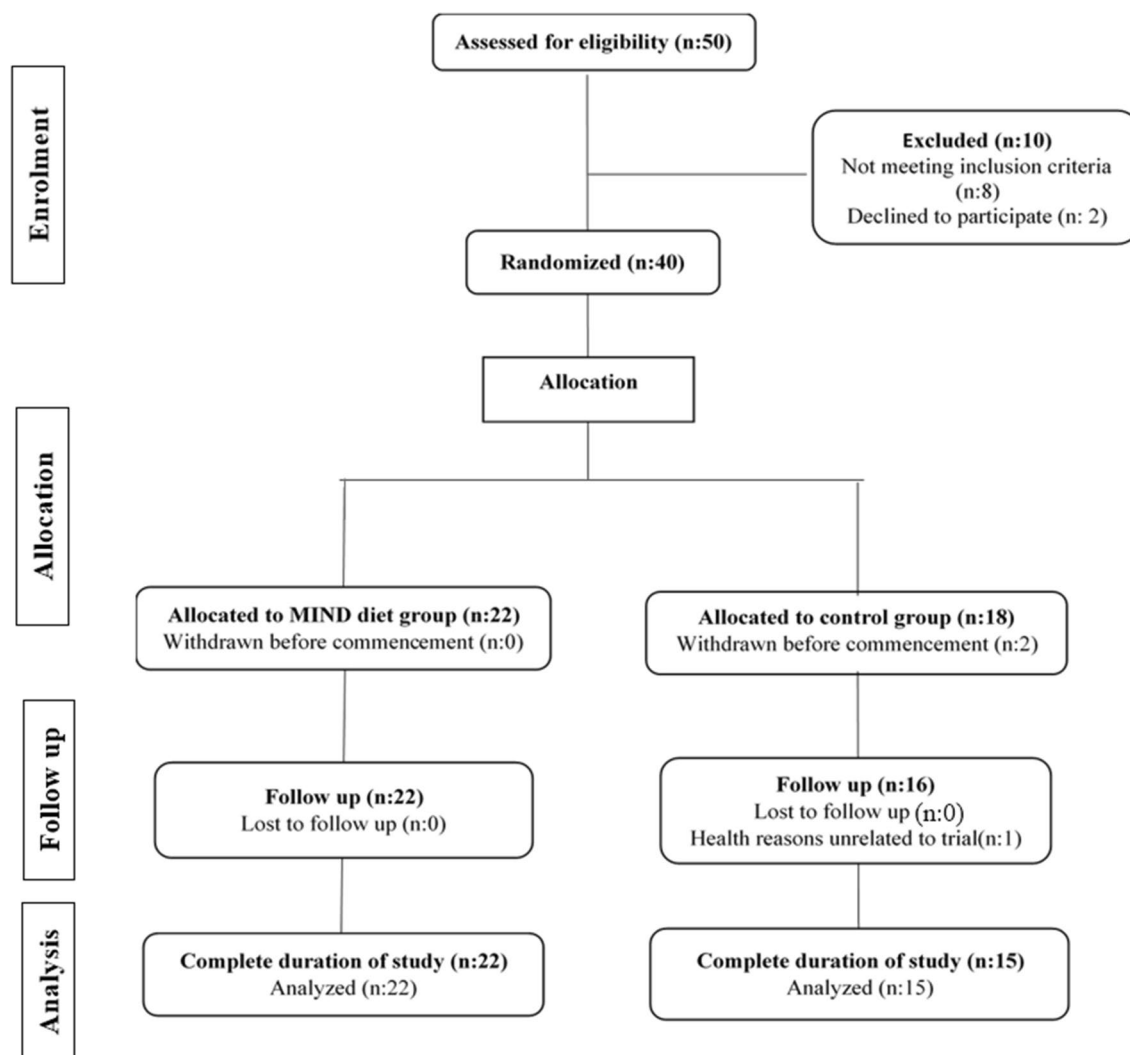 Assessed for eligibility (n:50)
Enrolment
Excluded (n:10)
Not meeting inclusion criteria
(n:8)
Declined to participate (n: 2)
Randomized (n:40)
Allocation
Allocation
Allocated to MIND diet group (n:22)
Withdrawn before commencement (n:0)
Allocated to control group (n:18)
Withdrawn before commencement (n:2)
Follow up
Follow up (n:22)
Lost to follow up (n:0)
Follow up (n:16)
Lost to follow up (n:0)
Health reasons unrelated to trial(n:1)
Analysis
Complete duration of study (n:22)
Analyzed (n:22)
Complete duration of study (n:15)
Analyzed (n:15)